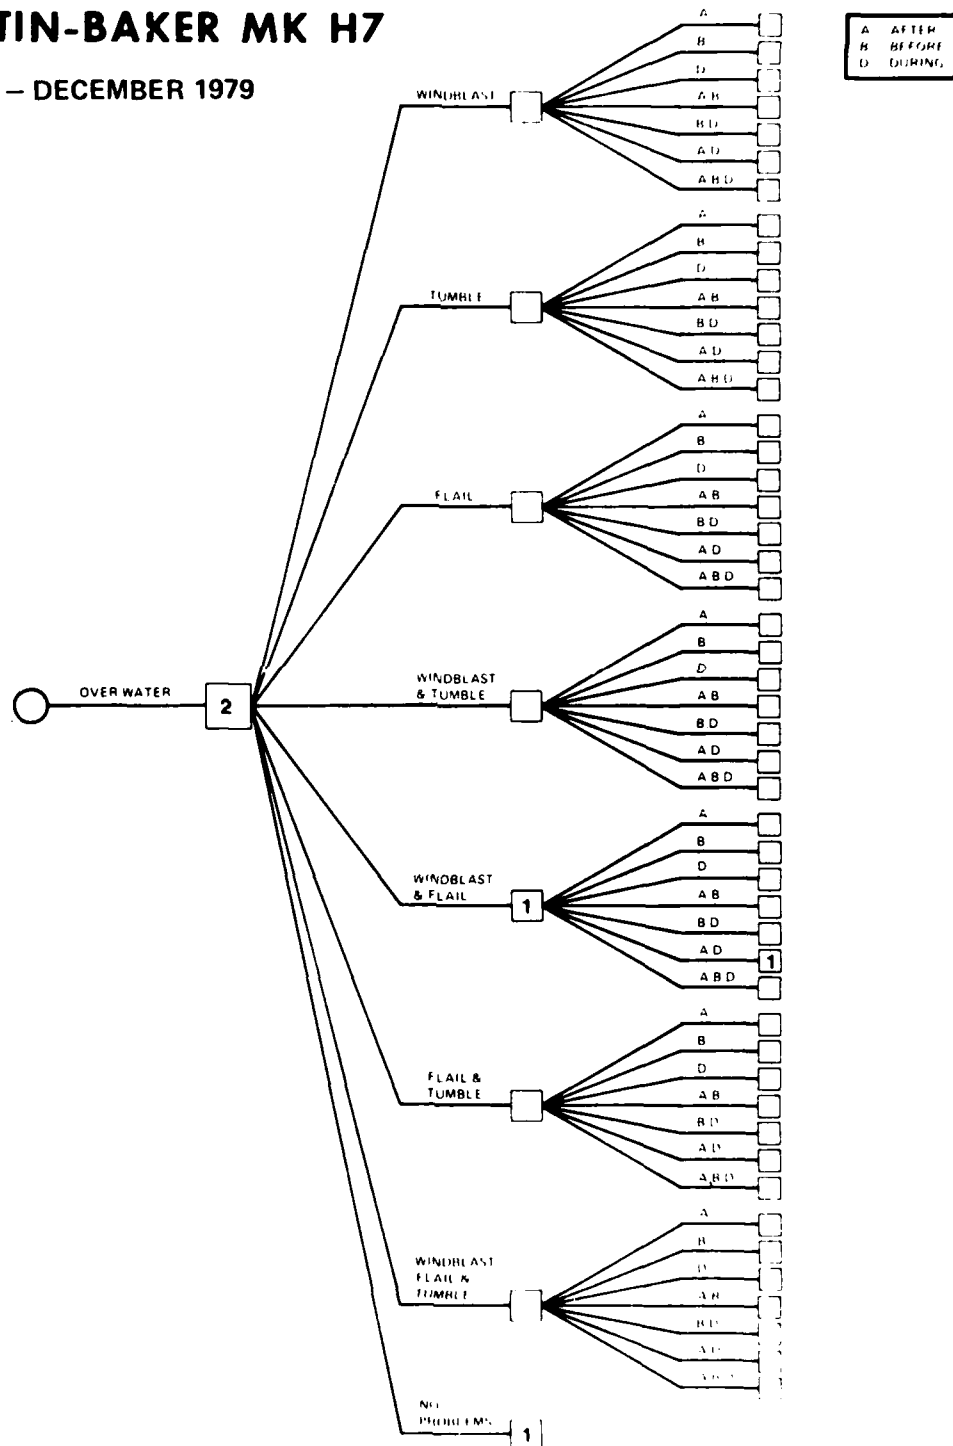 TIN-BAKER MK H7
– DECEMBER 1979
A AFTER
B BEFORE
D DURING
OVER WATER
2
WINDBLAST
A
B
D
A B
B D
A D
A B D
TUMBLE
A
B
D
A B
B D
A D
A B D
FLAIL
A
B
D
A B
B D
A D
A B D
WINDBLAST
& TUMBLE
A
B
D
A B
B D
A D
A B D
WINDBLAST
& FLAIL
1
A
B
D
A B
B D
A D
1
A B D
FLAIL &
TUMBLE
A
B
D
A B
B D
A D
A B D
WINDBLAST
FLAIL &
TUMBLE
A
B
D
A B
B D
A D
A B D
NO
PROBLEMS
1